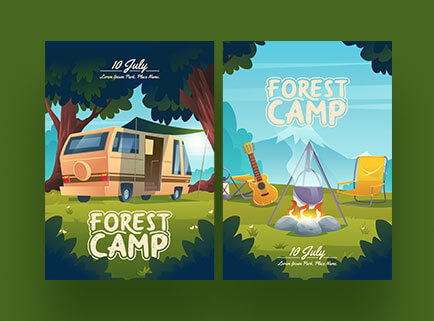 10 July
Lorem Ipsum Park, Place Name.
FOREST
CAMP
FOREST
CAMP
10 July
Lorem Ipsum Park, Place Name.